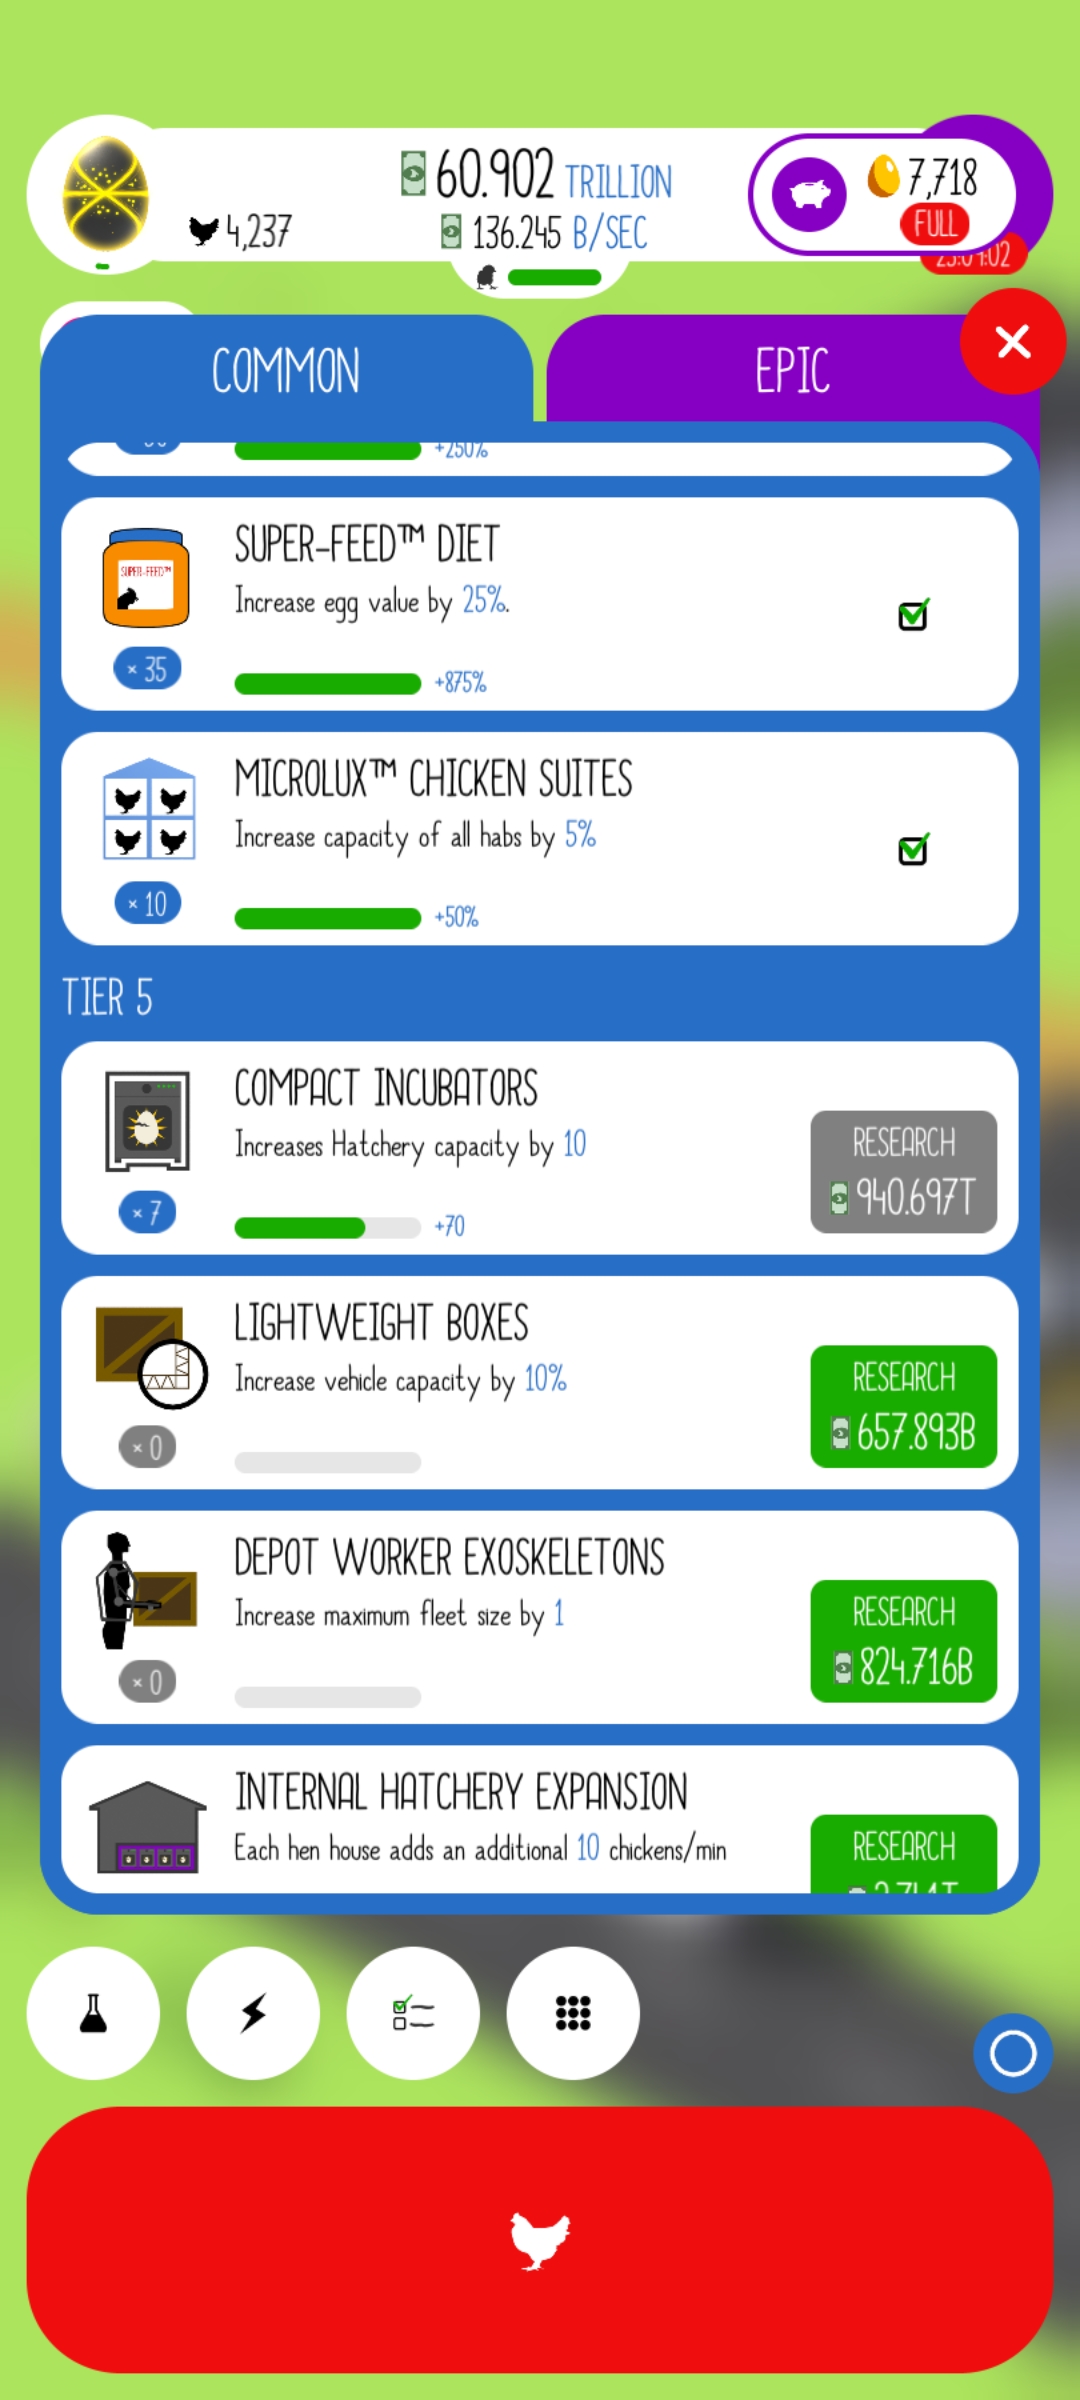 60.902 TRILLION
4,237
136.245 B/SEC
7,718
FULL
COMMON
EPIC
+250%
SUPER-FEED™ DIET
Increase egg value by 25%.
SUPER-FEED™
× 35
+875%
MICROLUX™ CHICKEN SUITES
Increase capacity of all habs by 5%
× 10
+50%
TIER 5
COMPACT INCUBATORS
Increases Hatchery capacity by 10
RESEARCH
940.697T
× 7
+70
LIGHTWEIGHT BOXES
Increase vehicle capacity by 10%
RESEARCH
657.893B
× 0
DEPOT WORKER EXOSKELETONS
Increase maximum fleet size by 1
RESEARCH
824.716B
× 0
INTERNAL HATCHERY EXPANSION
Each hen house adds an additional 10 chickens/min
RESEARCH